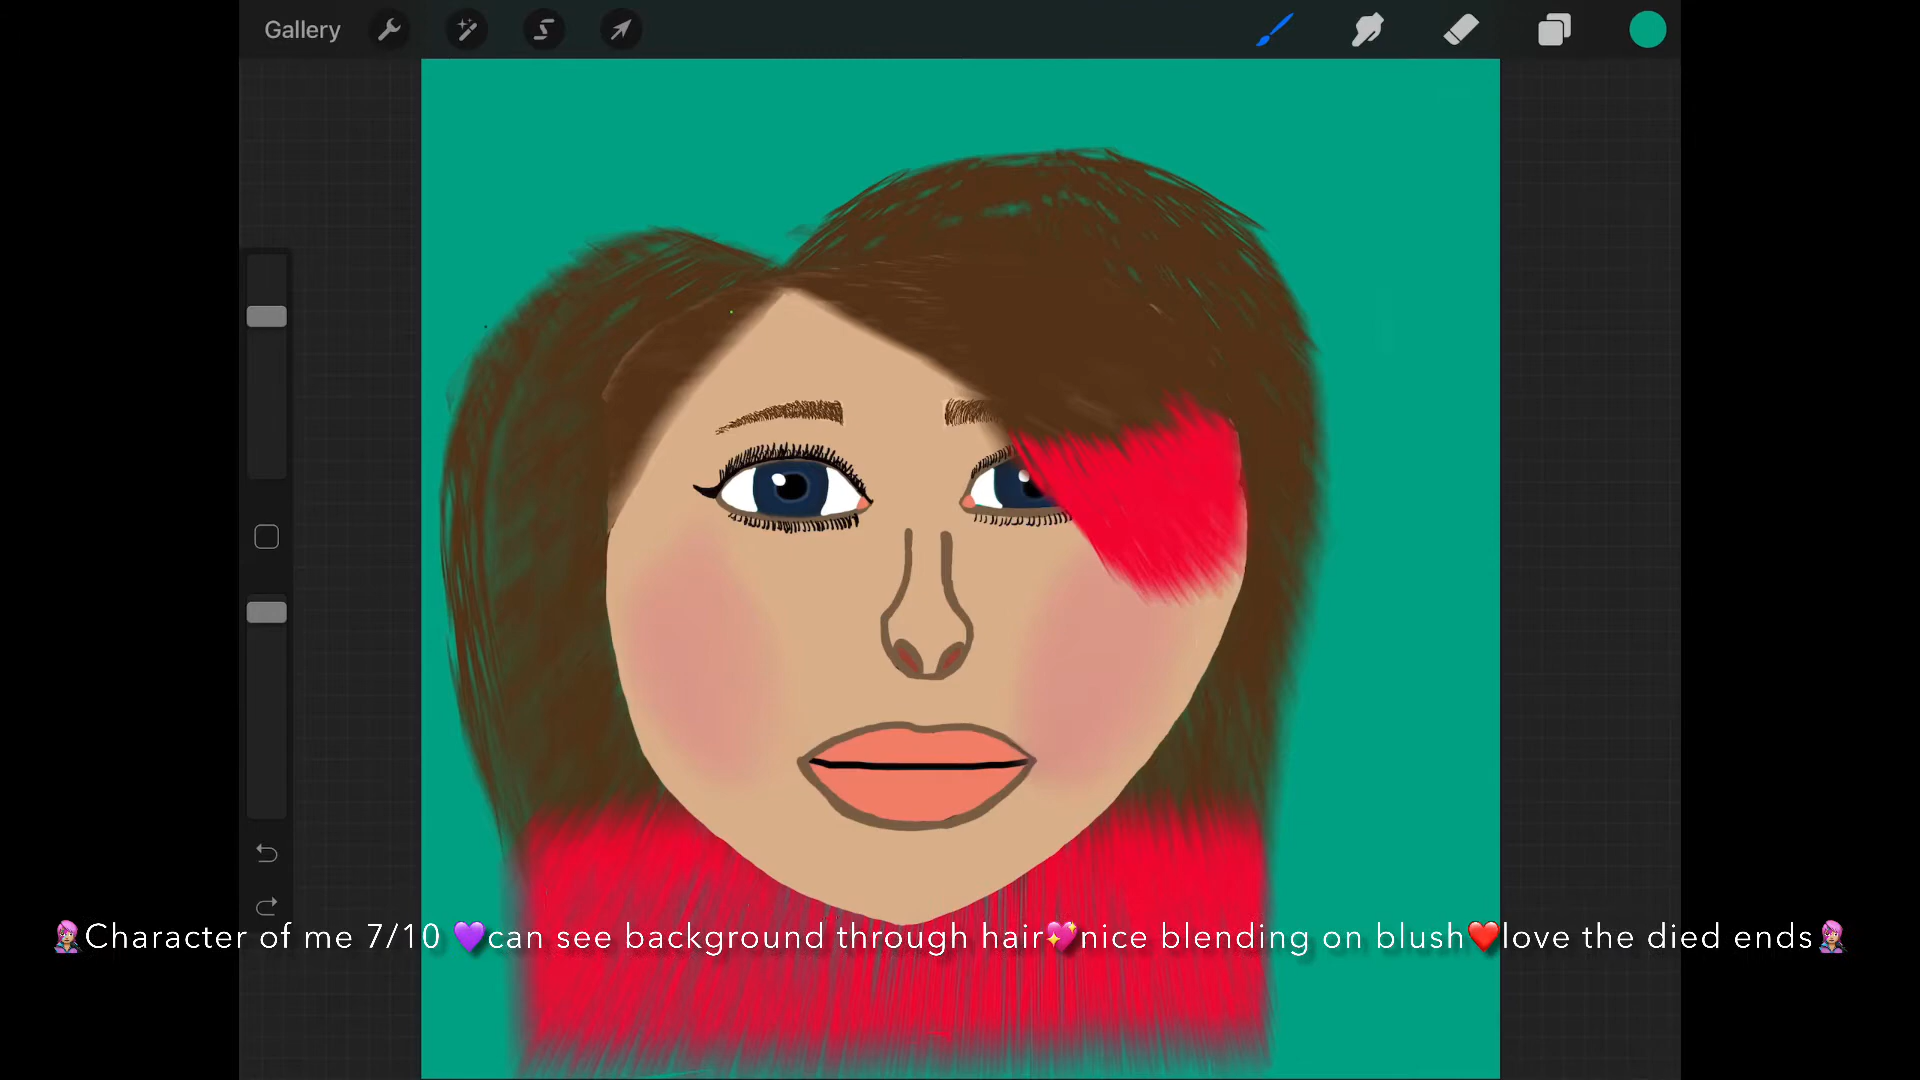 Gallery
👩🏼‍🎤Character of me 7/10 💜can see background through hair💖nice blending on blush❤️love the died ends👩🏼‍🎤